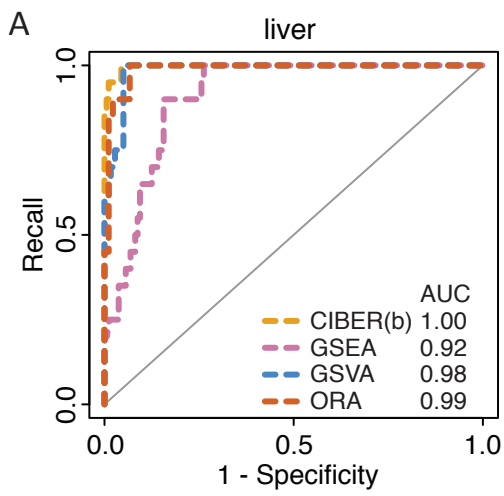 A
liver
1.0
0.5
0.0
Recall
AUC
CIBER(b) 1.00
GSEA 0.92
GSVA 0.98
ORA 0.99
0.0 0.5 1.0
1 - Specificity